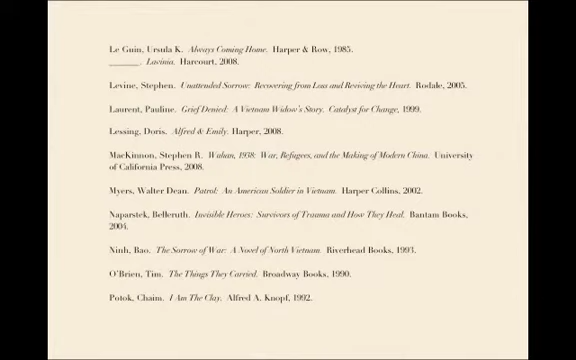 Le Guin, Ursula K. Always Coming Home. Harper & Row, 1985.
_______. Lavinia. Harcourt, 2008.
Levine, Stephen. Unattended Sorrow: Recovering from Loss and Reviving the Heart. Rodale, 2005.
Laurent, Pauline. Grief Denied: A Vietnam Widow's Story. Catalyst for Change, 1999.
Lessing, Doris. Alfred & Emily. Harper, 2008.
MacKinnon, Stephen R. Wuhan, 1938: War, Refugees, and the Making of Modern China. University
of California Press, 2008.
Myers, Walter Dean. Patrol: An American Soldier in Vietnam. Harper Collins, 2002.
Naparstek, Belleruth. Invisible Heroes: Survivors of Trauma and How They Heal. Bantam Books,
2004.
Ninh, Bao. The Sorrow of War: A Novel of North Vietnam. Riverhead Books, 1993.
O'Brien, Tim. The Things They Carried. Broadway Books, 1990.
Potok, Chaim. I Am The Clay. Alfred A. Knopf, 1992.